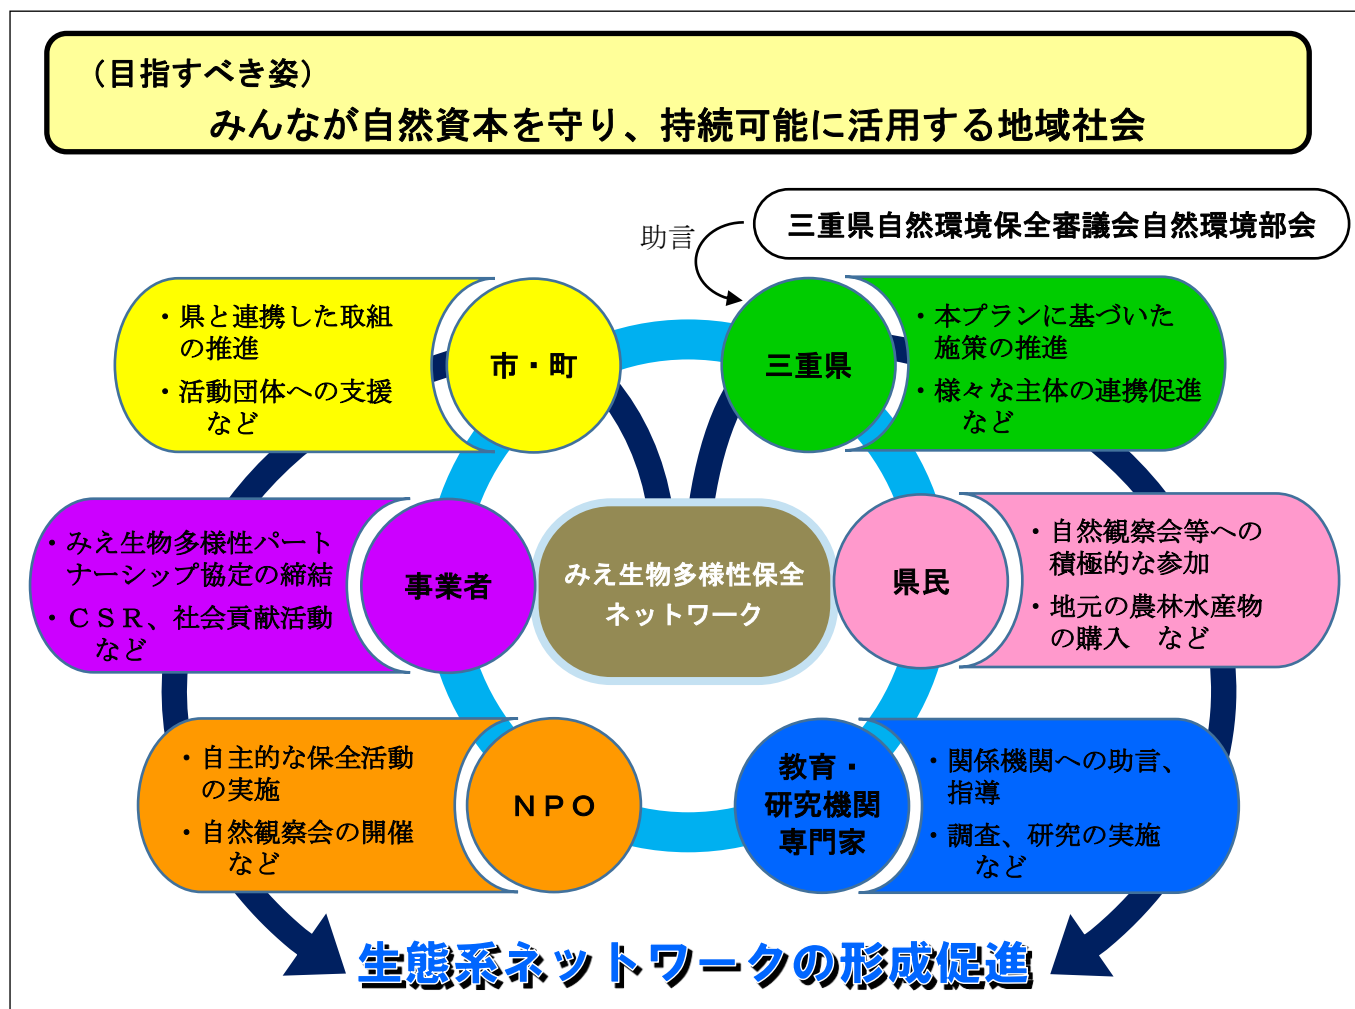 （目指すべき姿）
みんなが自然資本を守り、持続可能に活用する地域社会
三重県自然環境保全審議会自然環境部会
助言
・県と連携した取組
の推進
・活動団体への支援
など
市・町
三重県
・本プランに基づいた
施策の推進
・様々な主体の連携促進
など
・みえ生物多様性パート
ナーシップ協定の締結
・ＣＳＲ、社会貢献活動
など
事業者
みえ生物多様性保全
ネットワーク
県民
・自然観察会等への
積極的な参加
・地元の農林水産物
の購入　など
・自主的な保全活動
の実施
・自然観察会の開催
など
ＮＰＯ
教育・
研究機関
専門家
・関係機関への助言、
指導
・調査、研究の実施
など
生態系ネットワークの形成促進